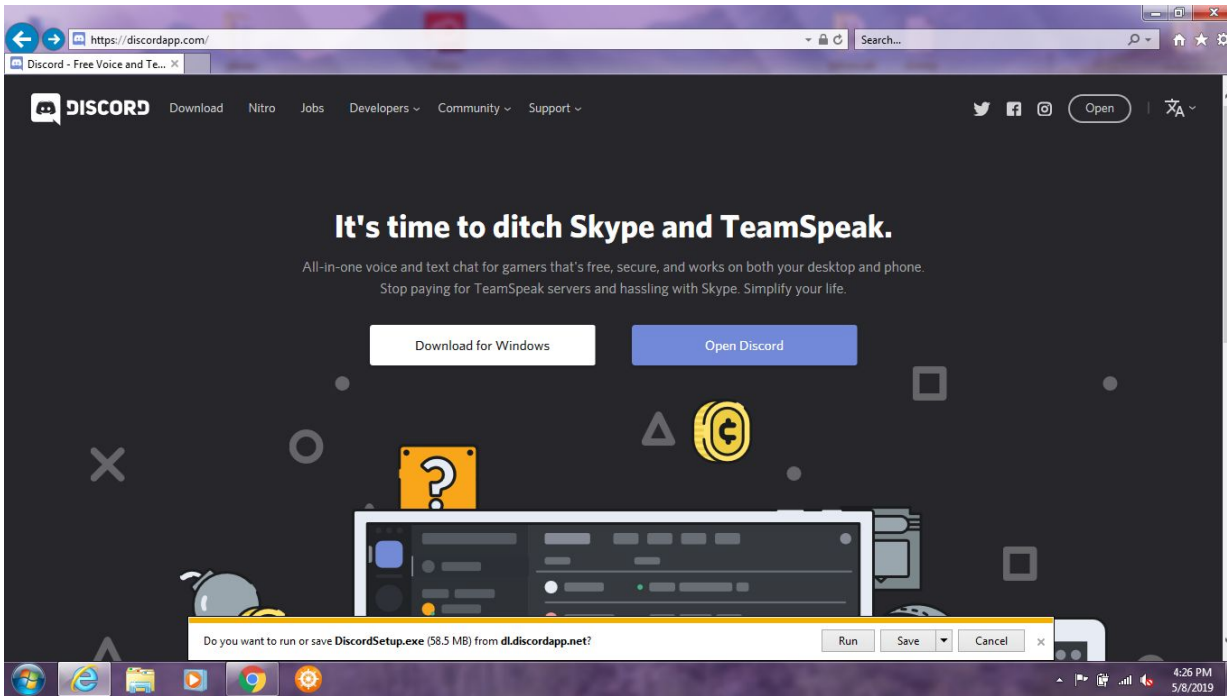 https://discordapp.com/
Search...
Discord - Free Voice and Te...
DISCORD Download Nitro Jobs Developers Community Support Open
It's time to ditch Skype and TeamSpeak.
All-in-one voice and text chat for gamers that's free, secure, and works on both your desktop and phone.
Stop paying for TeamSpeak servers and hassling with Skype. Simplify your life.
Download for Windows Open Discord
Do you want to run or save DiscordSetup.exe (58.5 MB) from dl.discordapp.net? Run Save Cancel
4:26 PM
5/8/2019